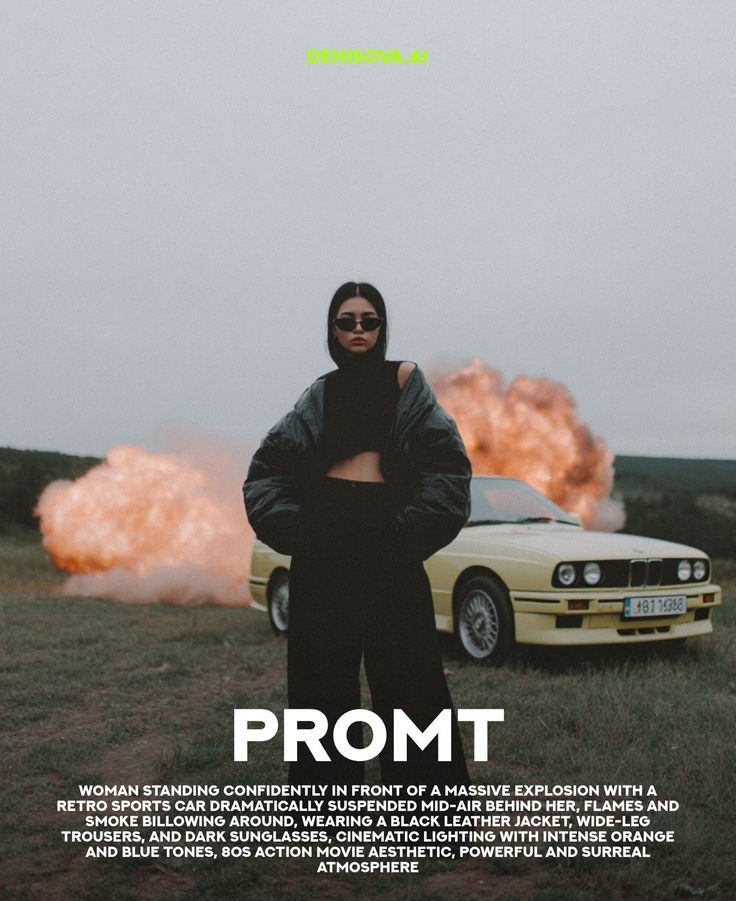 DENISOVA.AI
PROMT
WOMAN STANDING CONFIDENTLY IN FRONT OF A MASSIVE EXPLOSION WITH A
RETRO SPORTS CAR DRAMATICALLY SUSPENDED MID-AIR BEHIND HER, FLAMES AND
SMOKE BILLOWING AROUND, WEARING A BLACK LEATHER JACKET, WIDE-LEG
TROUSERS, AND DARK SUNGLASSES, CINEMATIC LIGHTING WITH INTENSE ORANGE
AND BLUE TONES, 80S ACTION MOVIE AESTHETIC, POWERFUL AND SURREAL
ATMOSPHERE